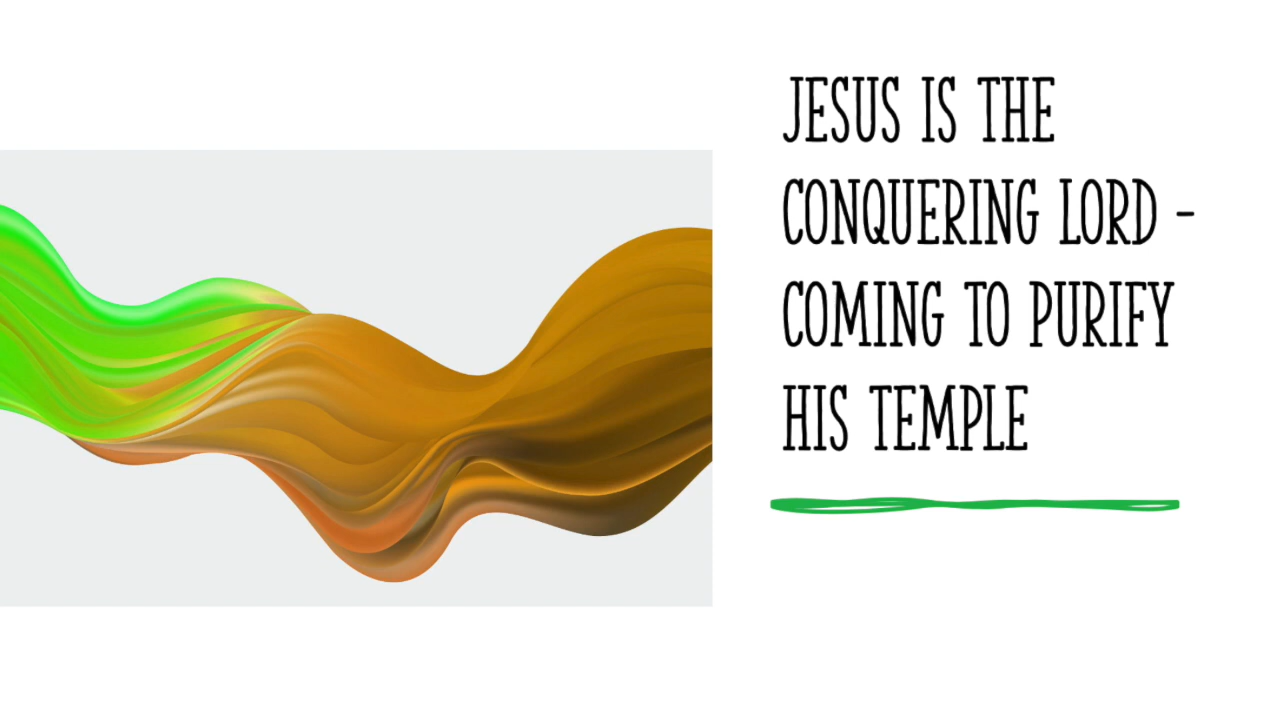 JESUS IS THE
CONQUERING LORD -
COMING TO PURIFY
HIS TEMPLE